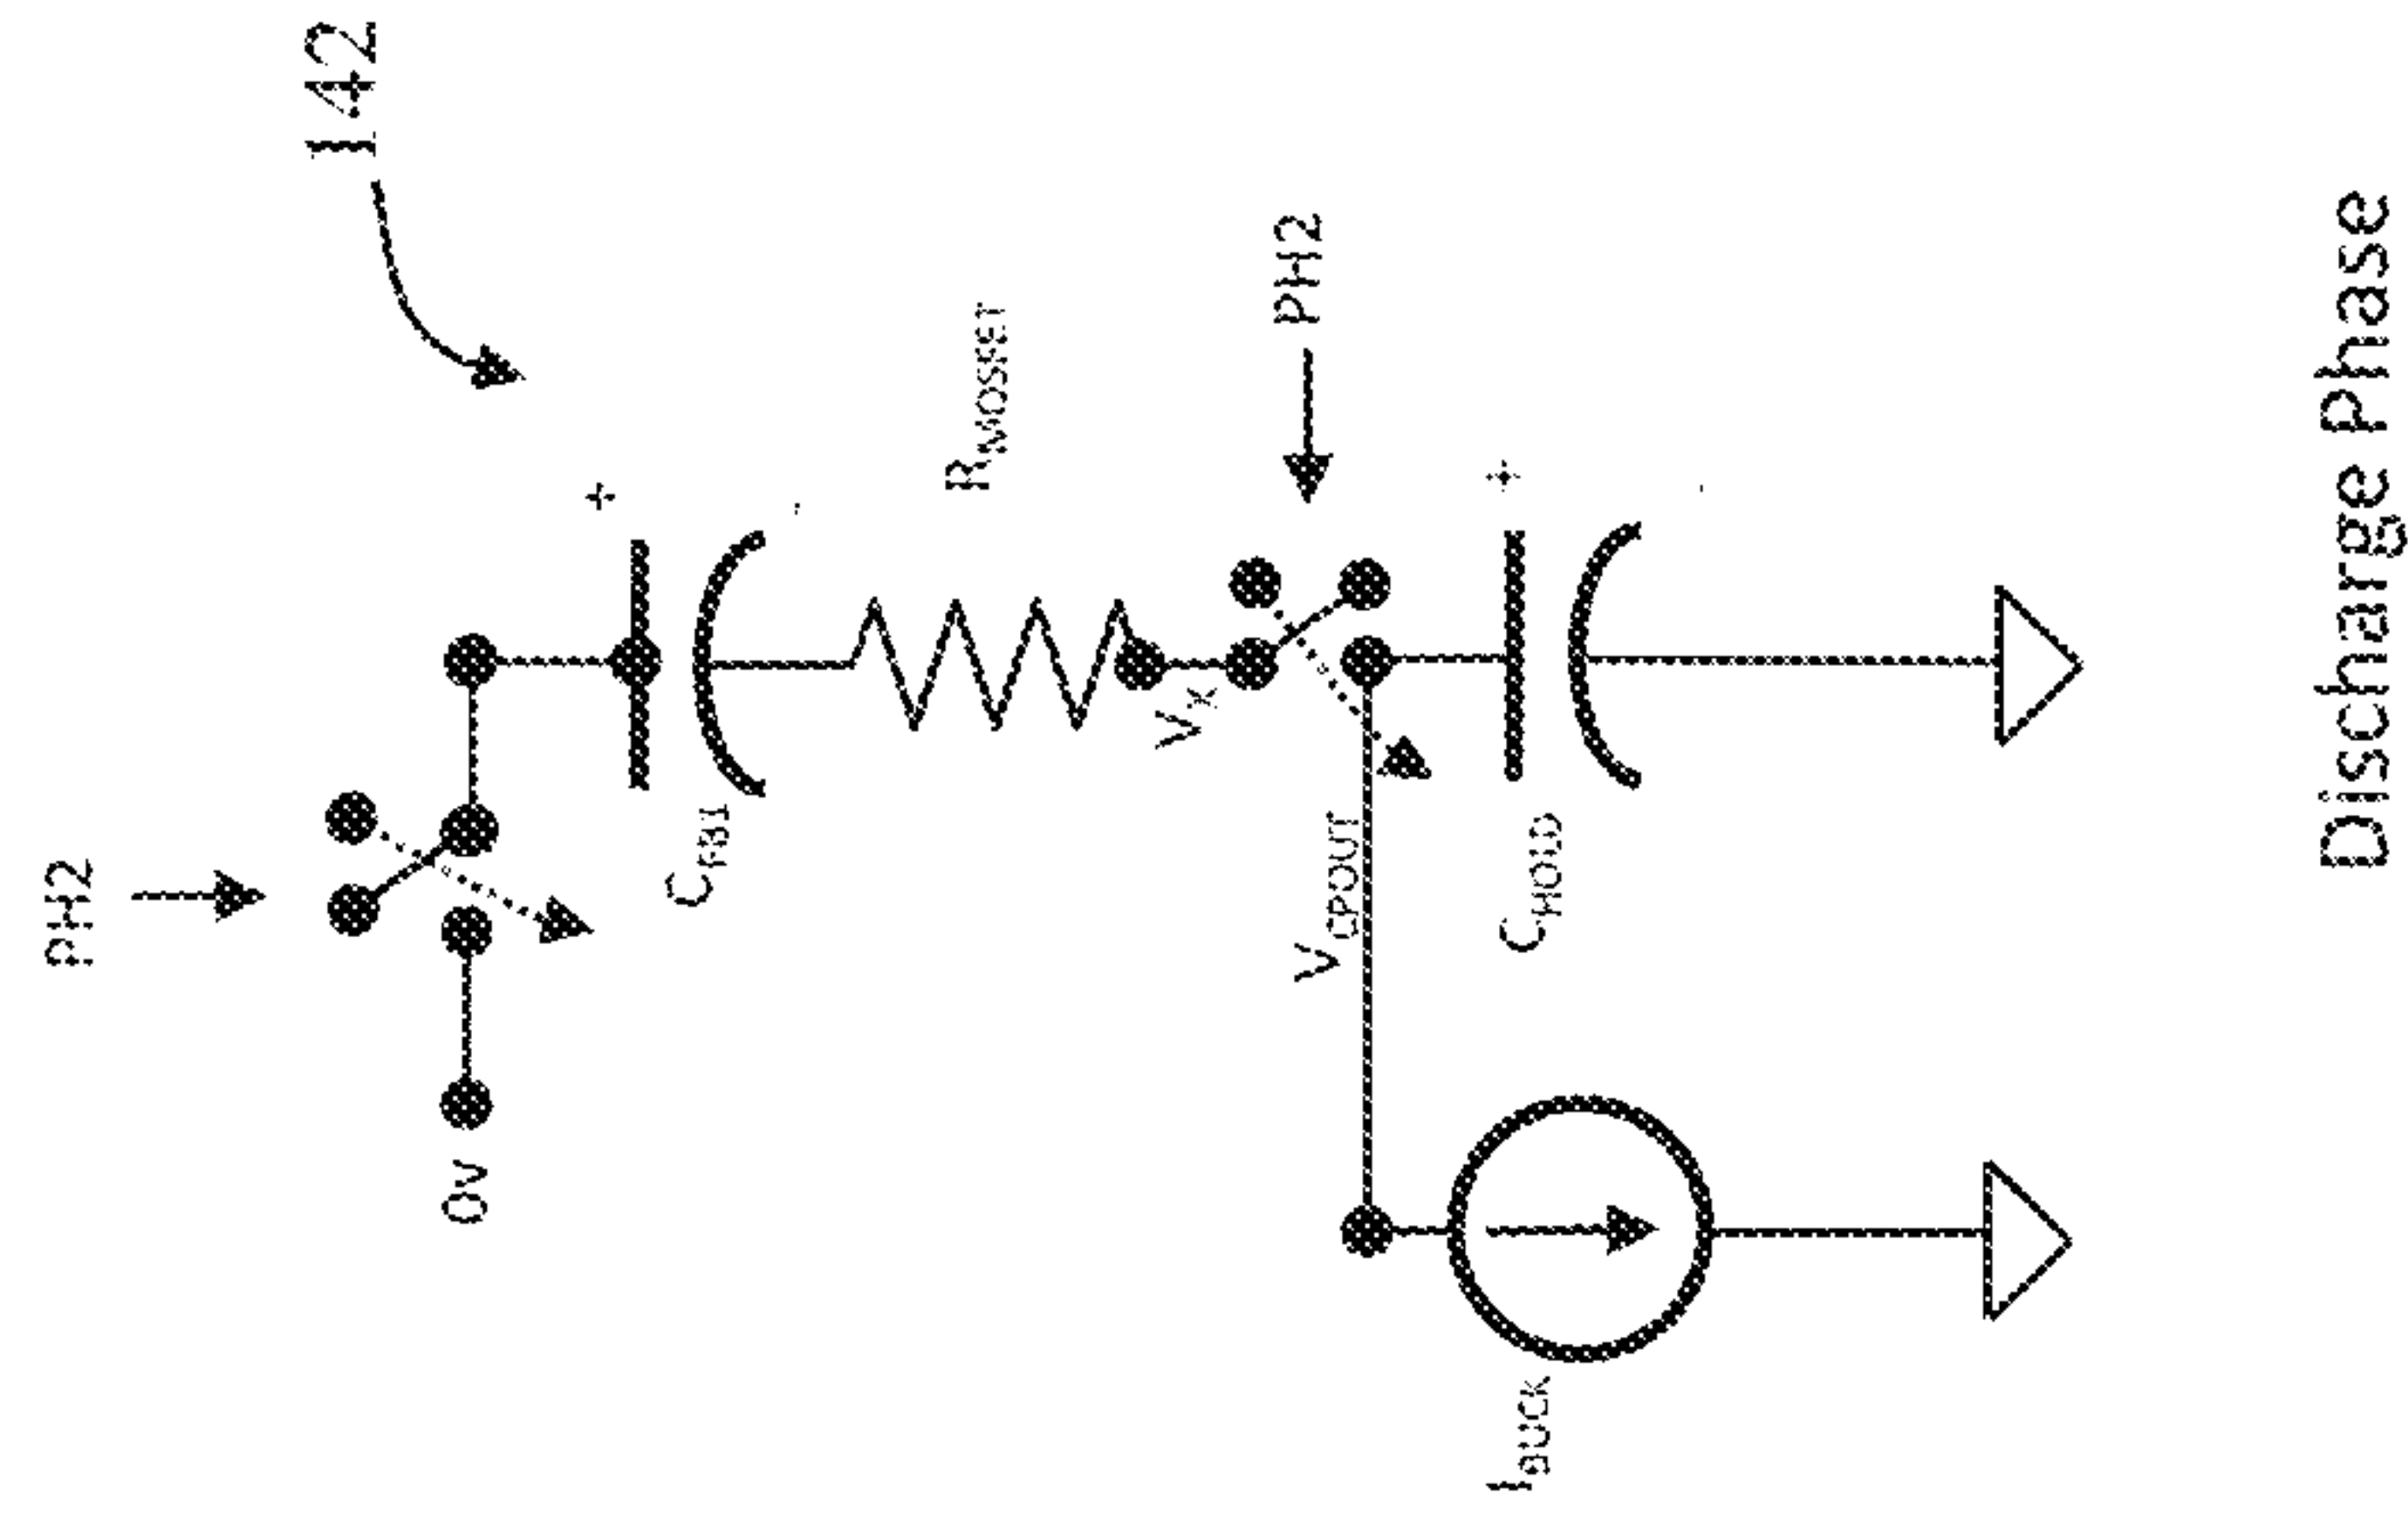 142
PH2
+
-
0v
C_FB1
R_MOSFET
V_X
PH2
V_CPOUT
+
-
C_HOLD
I_BUCK
Discharge Phase